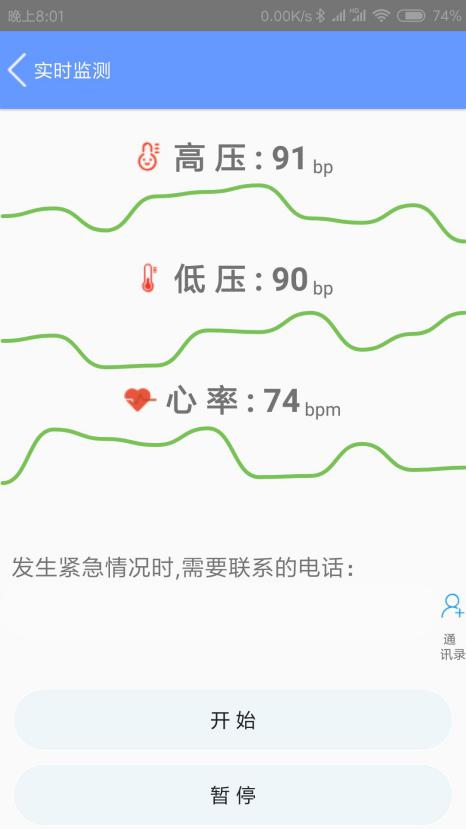 晚上8:01 0.00K/s HD 74%
实时监测
高压:91 bp
低压:90 bp
心率:74 bpm
发生紧急情况时,需要联系的电话:
通
讯录
开始
暂停